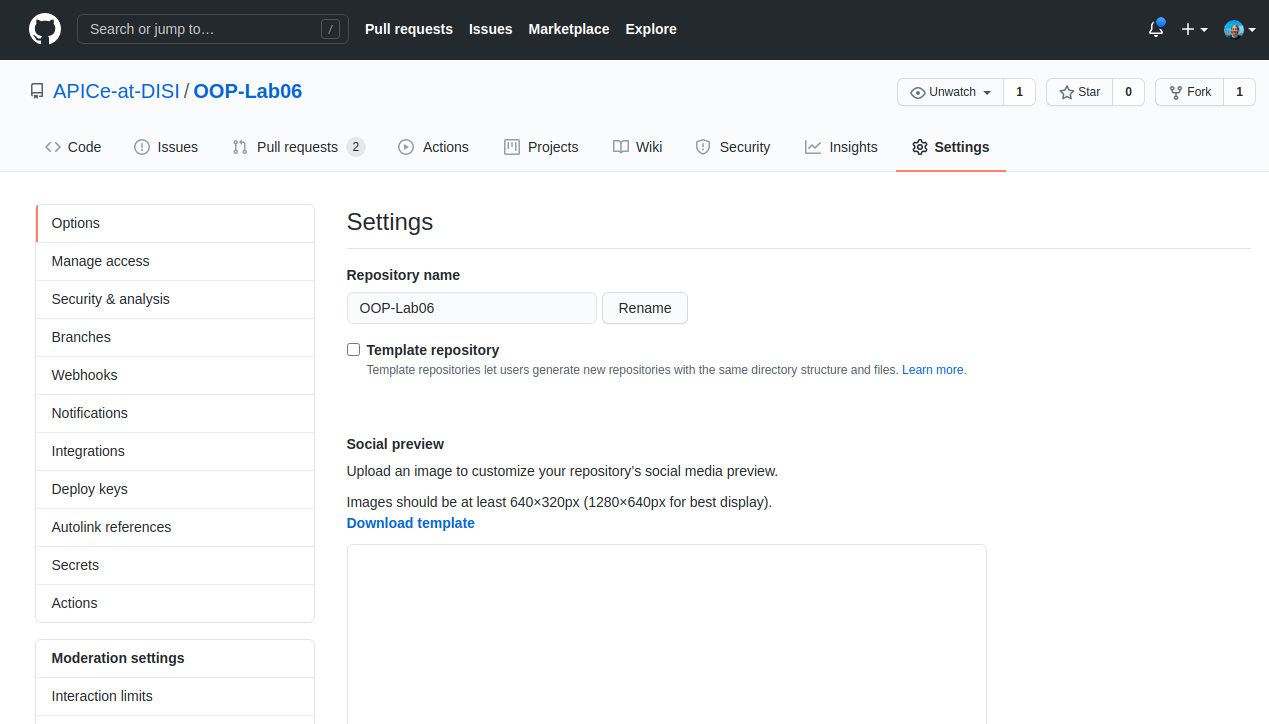 Search or jump to… /
Pull requests Issues Marketplace Explore
APICe-at-DISI / OOP-Lab06
Unwatch 1 Star 0 Fork 1
Code Issues Pull requests 2 Actions Projects Wiki Security Insights Settings
Options
Manage access
Security & analysis
Branches
Webhooks
Notifications
Integrations
Deploy keys
Autolink references
Secrets
Actions
Moderation settings
Interaction limits
Settings
Repository name
OOP-Lab06 Rename
Template repository
Template repositories let users generate new repositories with the same directory structure and files. Learn more.
Social preview
Upload an image to customize your repository’s social media preview.
Images should be at least 640×320px (1280×640px for best display).
Download template